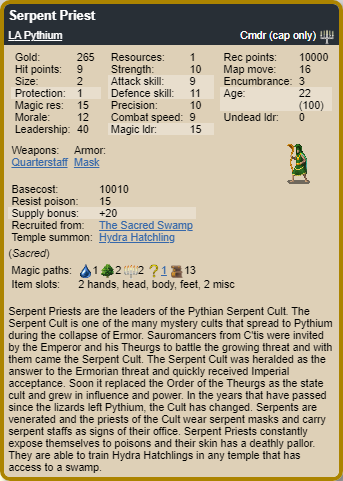 Serpent Priest
LA Pythium Cmdr (cap only)
Gold: 265 Resources: 1 Rec points: 10000
Hit points: 9 Strength: 10 Map move: 16
Size: 2 Attack skill: 9 Encumbrance: 3
Protection: 1 Defence skill: 11 Age: 22
Magic res: 15 Precision: 10 (100)
Morale: 12 Combat speed: 9 Undead ldr: 0
Leadership: 40 Magic ldr: 15
Weapons: Armor:
Quarterstaff Mask
Basecost: 10010
Resist poison: 15
Supply bonus: +20
Recruited from: The Sacred Swamp
Temple summon: Hydra Hatchling
(Sacred)
Magic paths: 1 2 2 ? 1 13
Item slots: 2 hands, head, body, feet, 2 misc
Serpent Priests are the leaders of the Pythian Serpent Cult. The
Serpent Cult is one of the many mystery cults that spread to Pythium
during the collapse of Ermor. Sauromancers from C'tis were invited
by the Emperor and his Theurgs to battle the growing threat and with
them came the Serpent Cult. The Serpent Cult was heralded as the
answer to the Ermorian threat and quickly received Imperial
acceptance. Soon it replaced the Order of the Theurgs as the state
cult and grew in influence and power. In the years that have passed
since the lizards left Pythium, the Cult has changed. Serpents are
venerated and the priests of the Cult wear serpent masks and carry
serpent staffs as signs of their office. Serpent Priests constantly
expose themselves to poisons and their skin has a deathly pallor.
They are able to train Hydra Hatchlings in any temple that has
access to a swamp.